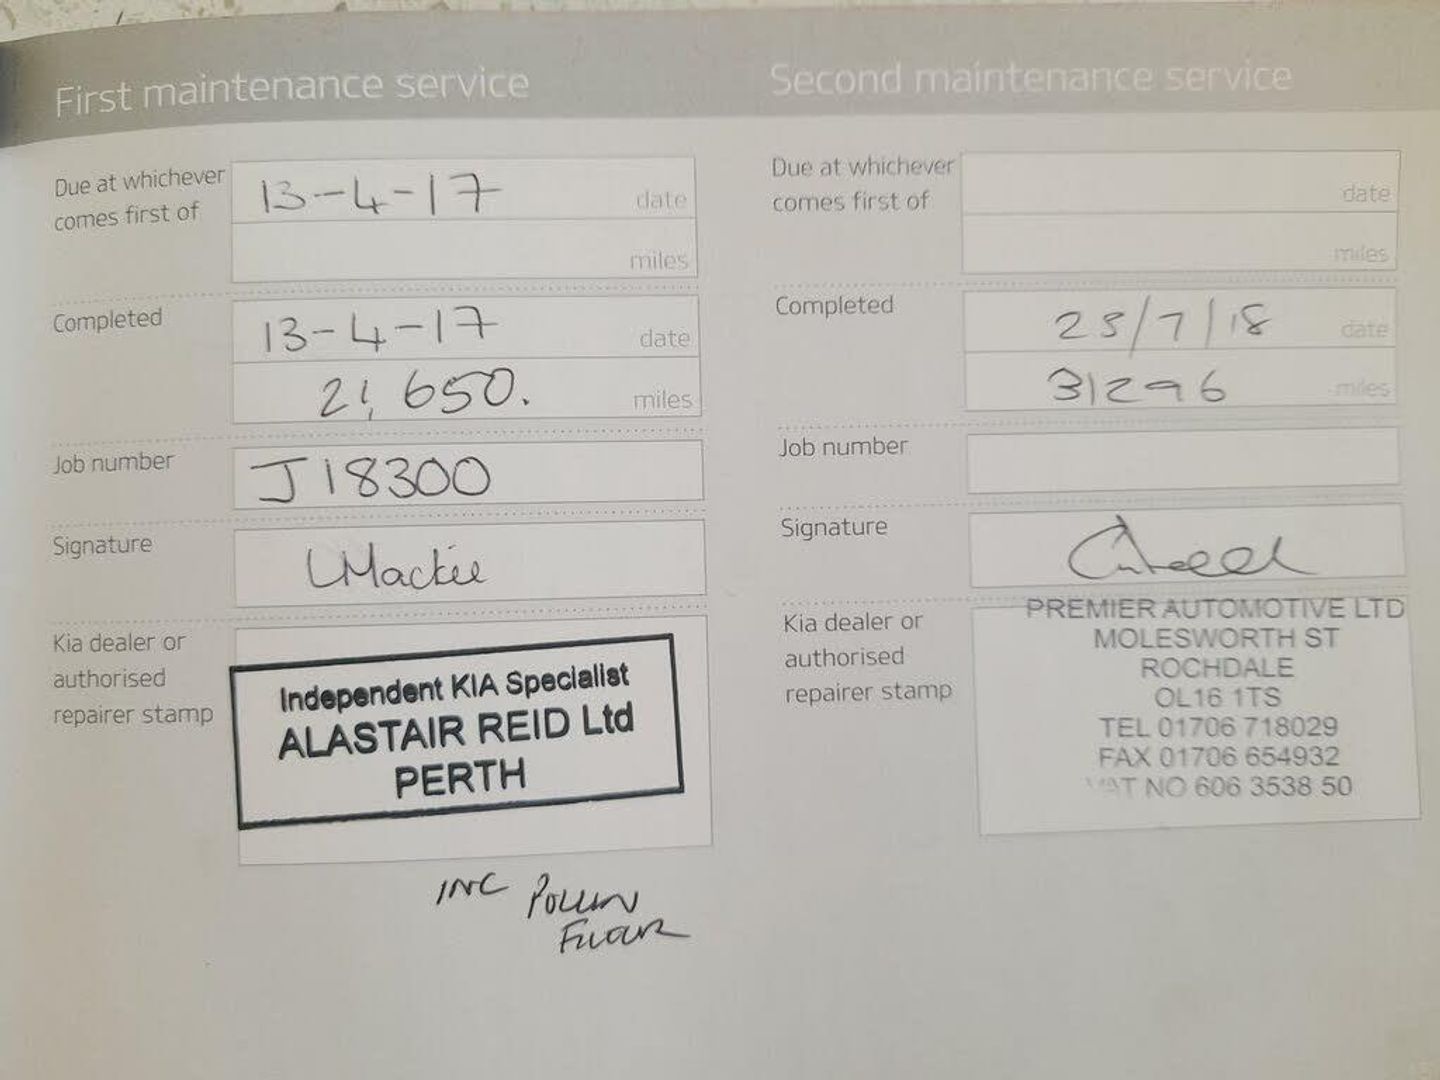 First maintenance service
Due at whichever
comes first of
13-4-17 date
miles
Completed
13-4-17 date
21,650. miles
Job number
J18300
Signature
LMackie
Kia dealer or
authorised
repairer stamp
Independent KIA Specialist
ALASTAIR REID Ltd
PERTH
INC POLLEN
FILTER
Second maintenance service
Due at whichever
comes first of
date
miles
Completed
23/7/18 date
31296 miles
Job number
Signature
Kia dealer or
authorised
repairer stamp
PREMIER AUTOMOTIVE LTD
MOLESWORTH ST
ROCHDALE
OL16 1TS
TEL 01706 718029
FAX 01706 654932
VAT NO 606 3538 50